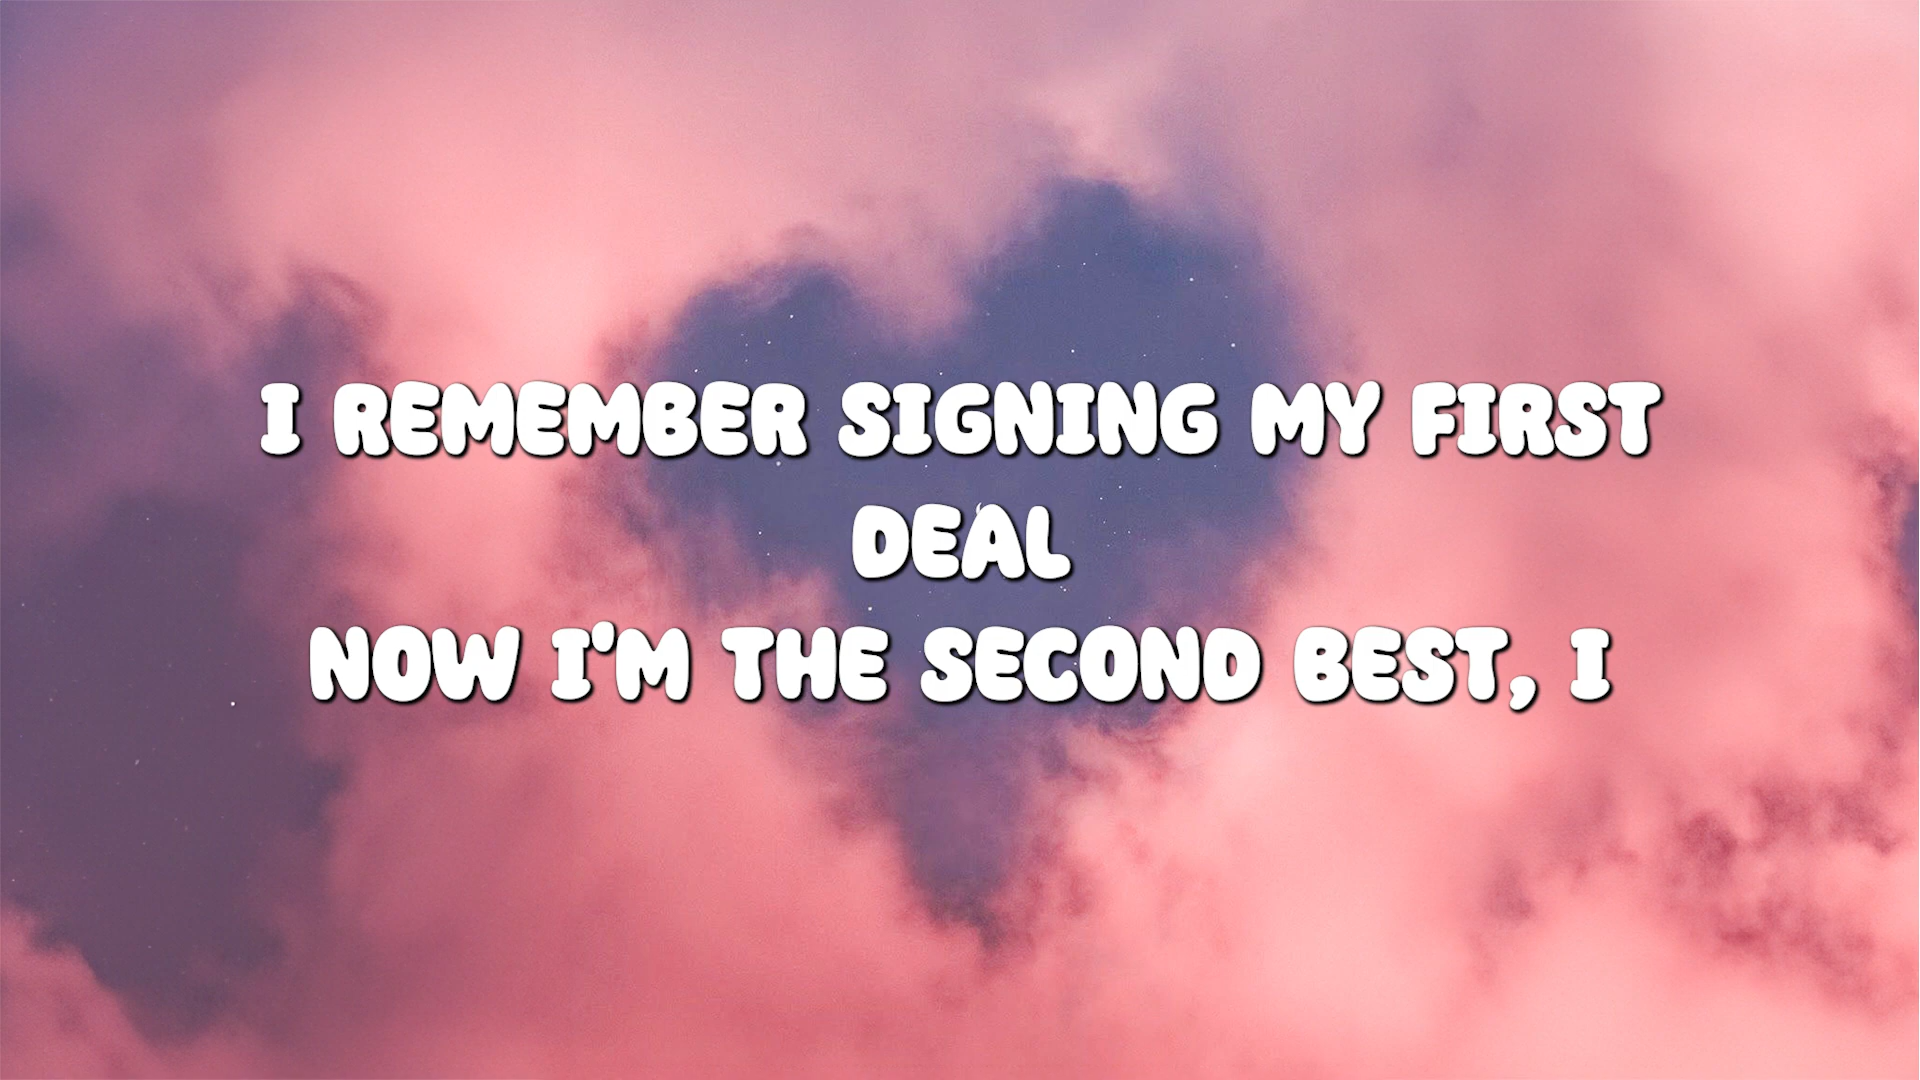 I REMEMBER SIGNING MY FIRST
DEAL
NOW I'M THE SECOND BEST, I